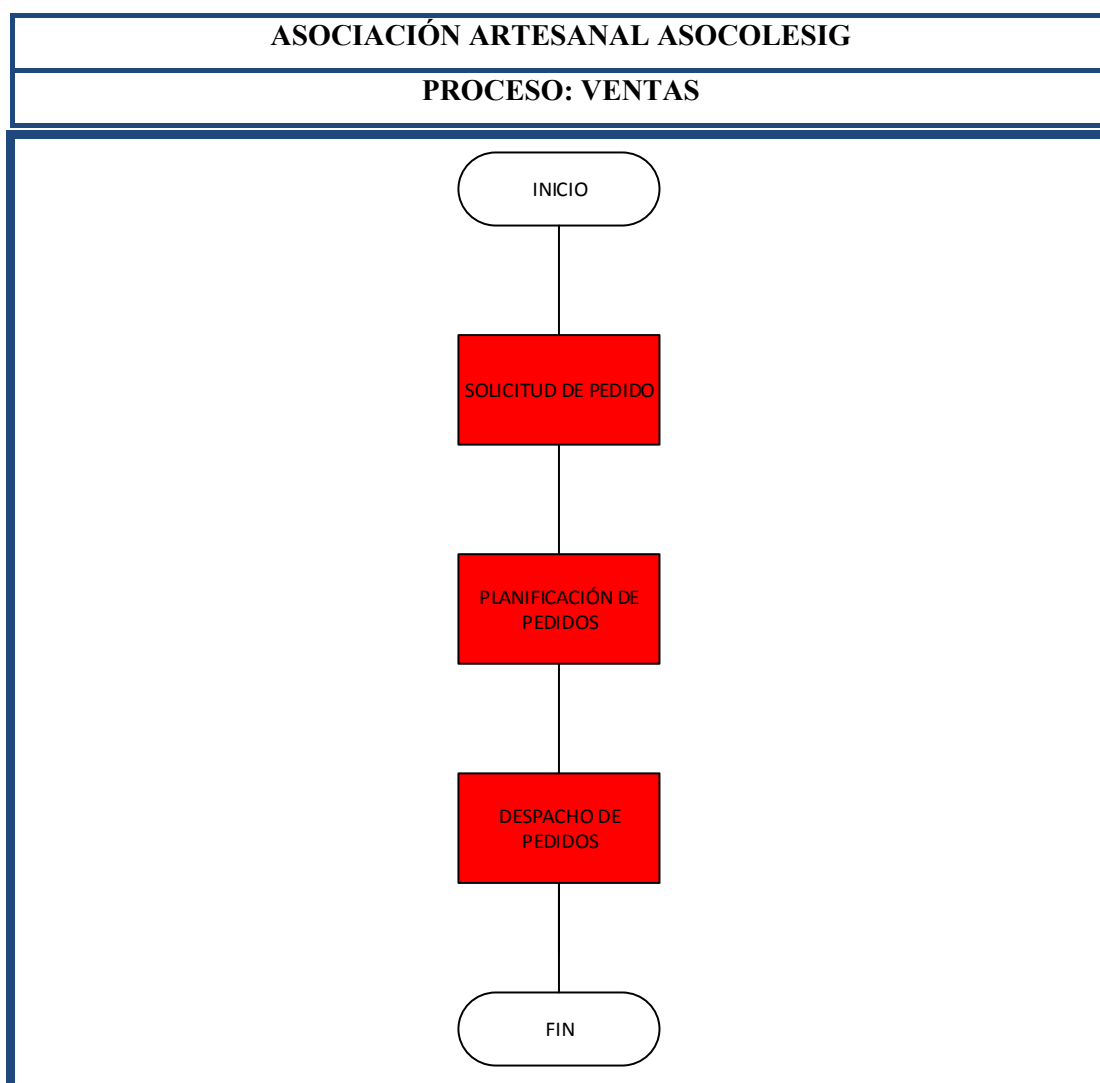 ASOCIACIÓN ARTESANAL ASOCOLESIG
PROCESO: VENTAS
INICIO
SOLICITUD DE PEDIDO
PLANIFICACIÓN DE
PEDIDOS
DESPACHO DE
PEDIDOS
FIN